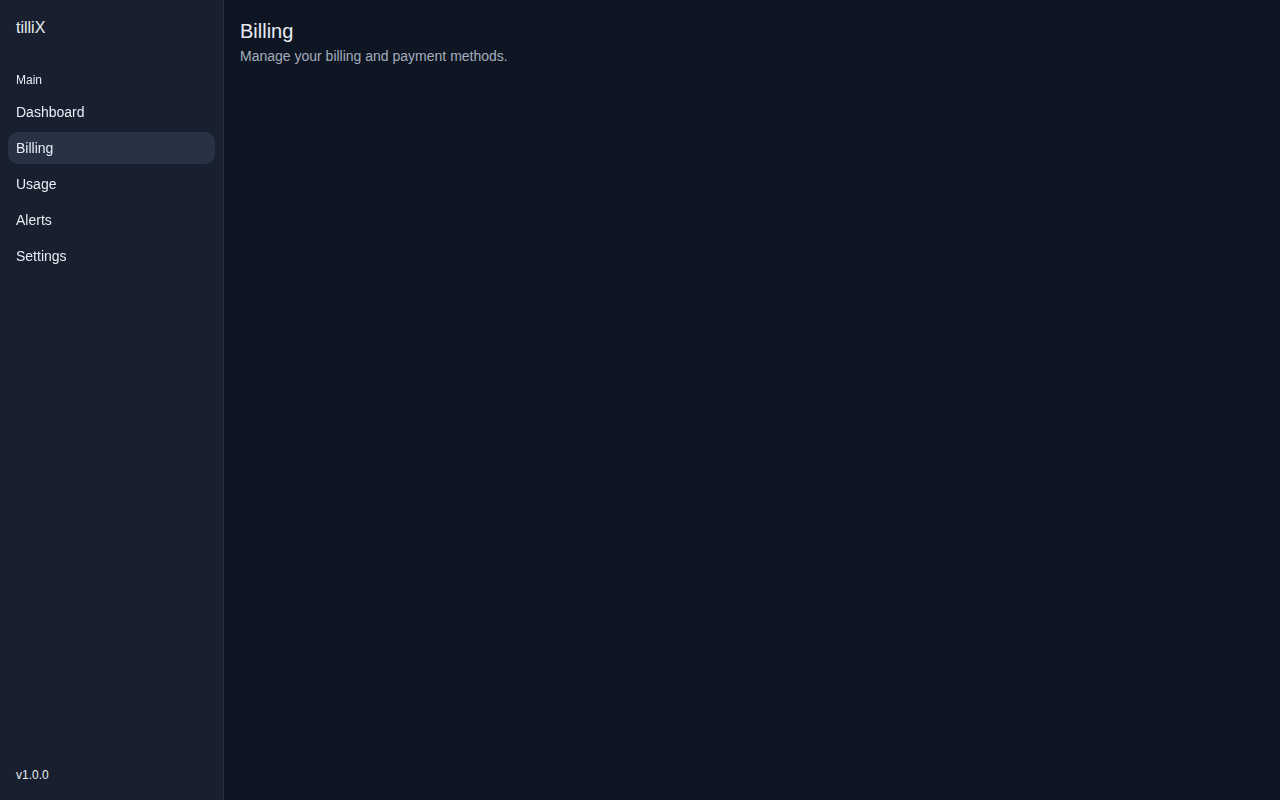 tilliX
Main
Dashboard
Billing
Usage
Alerts
Settings
v1.0.0
Billing
Manage your billing and payment methods.